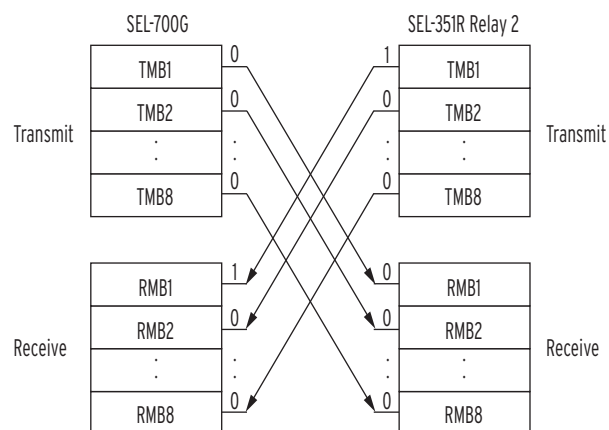 SEL-700G SEL-351R Relay 2
0 1
TMB1 TMB1
0 0
TMB2 TMB2
Transmit Transmit
: : : :
0 0
TMB8 TMB8
1 0
RMB1 RMB1
0 0
RMB2 RMB2
Receive Receive
: : : :
0 0
RMB8 RMB8